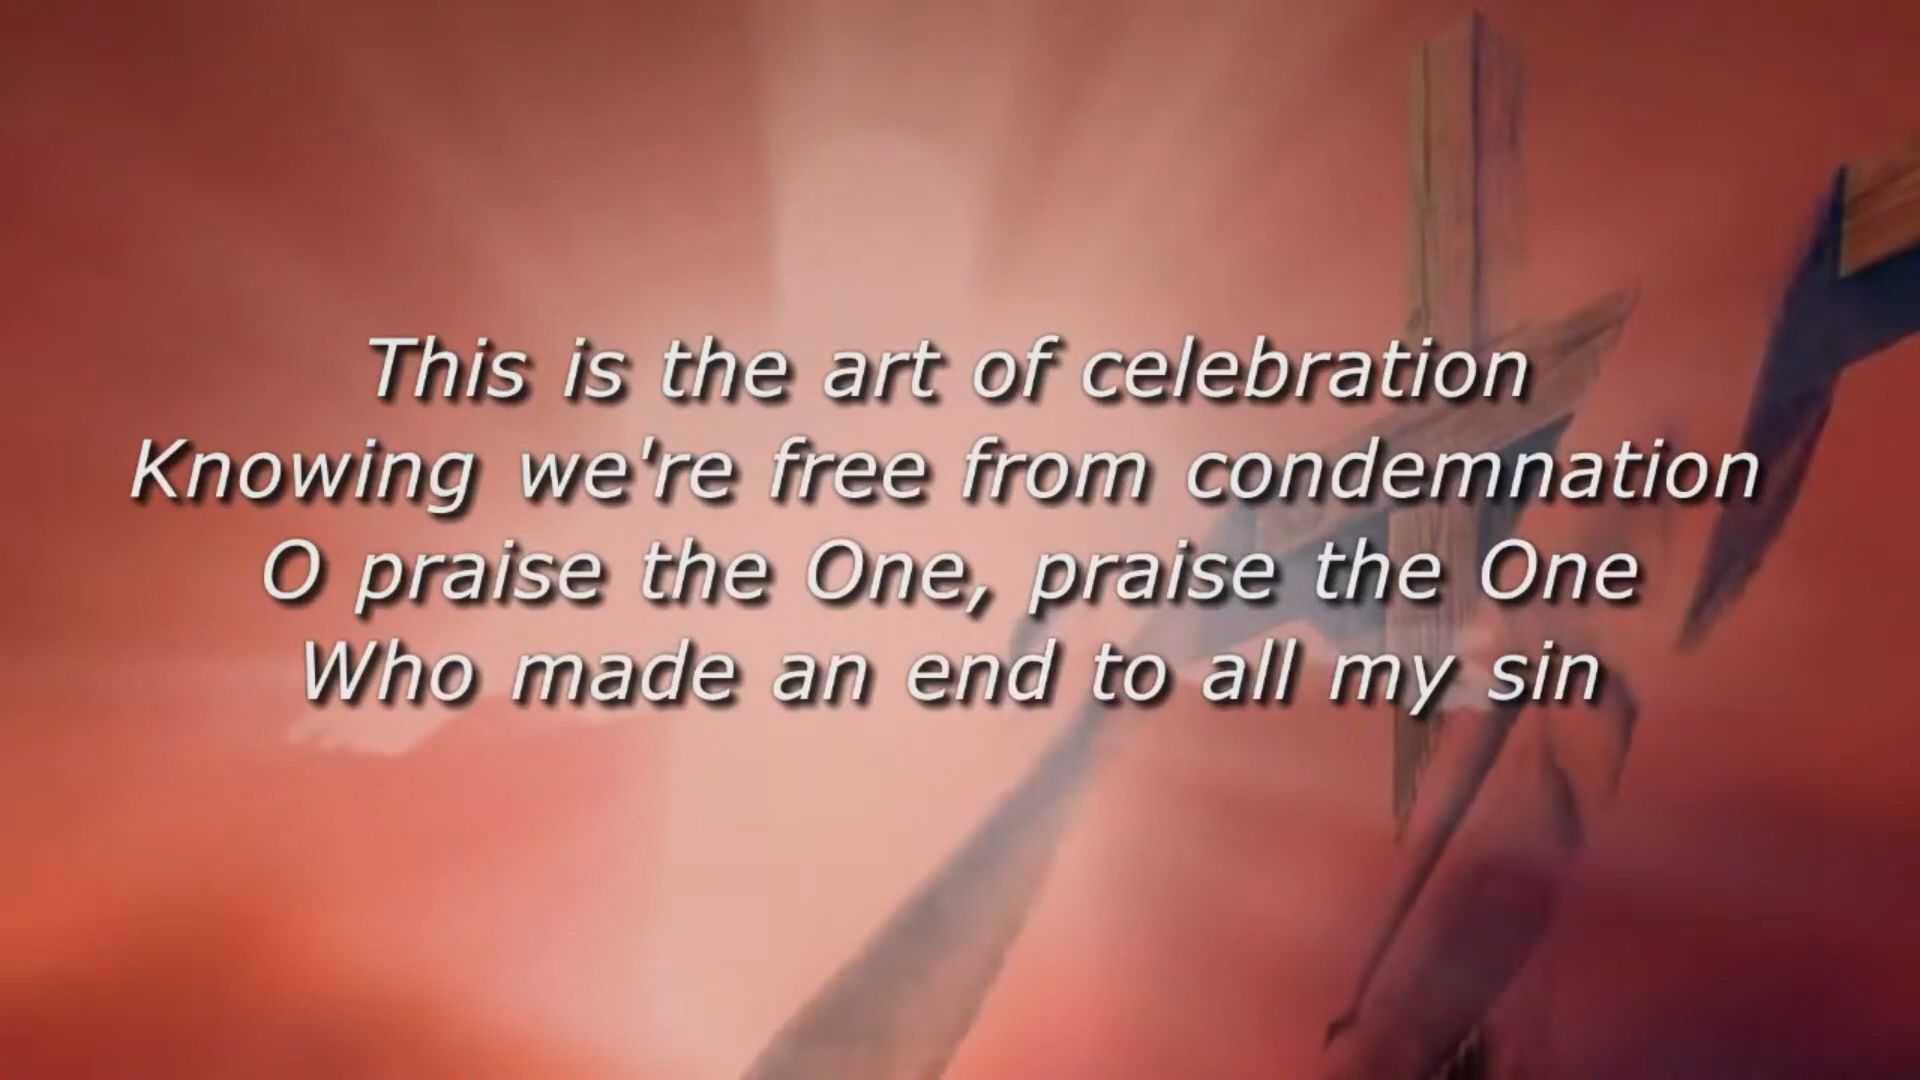 This is the art of celebration
Knowing we're free from condemnation
O praise the One, praise the One
Who made an end to all my sin